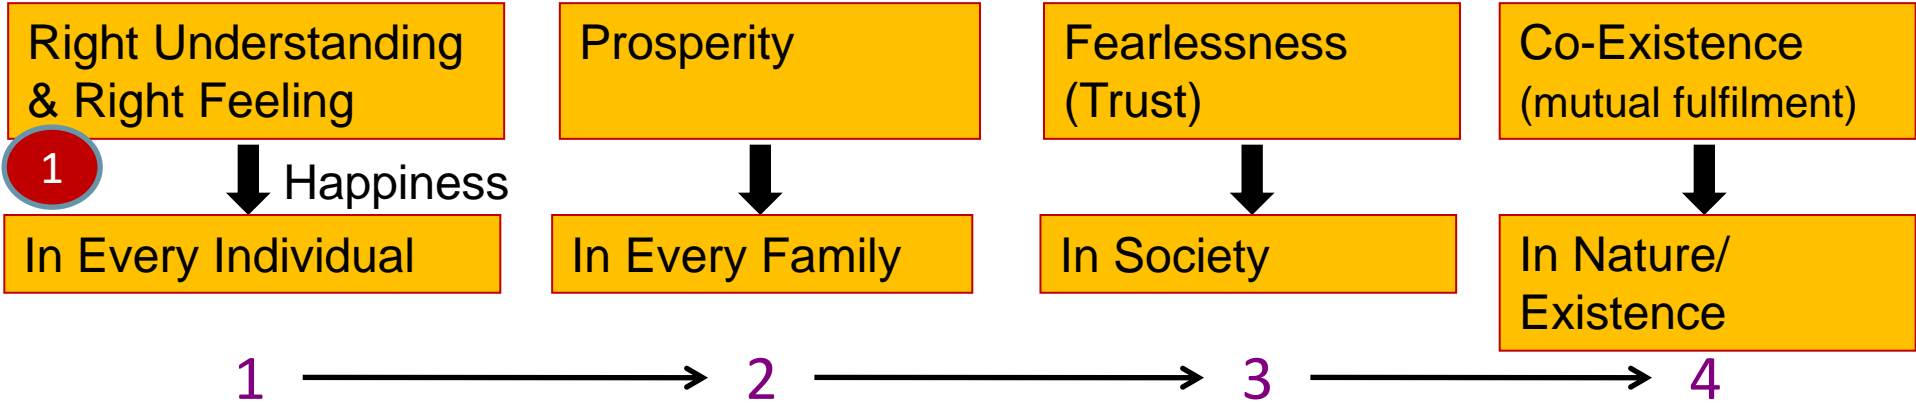 Right Understanding
& Right Feeling
Prosperity
Fearlessness
(Trust)
Co-Existence
(mutual fulfilment)
1
Happiness
In Every Individual
In Every Family
In Society
In Nature/
Existence
1
2
3
4